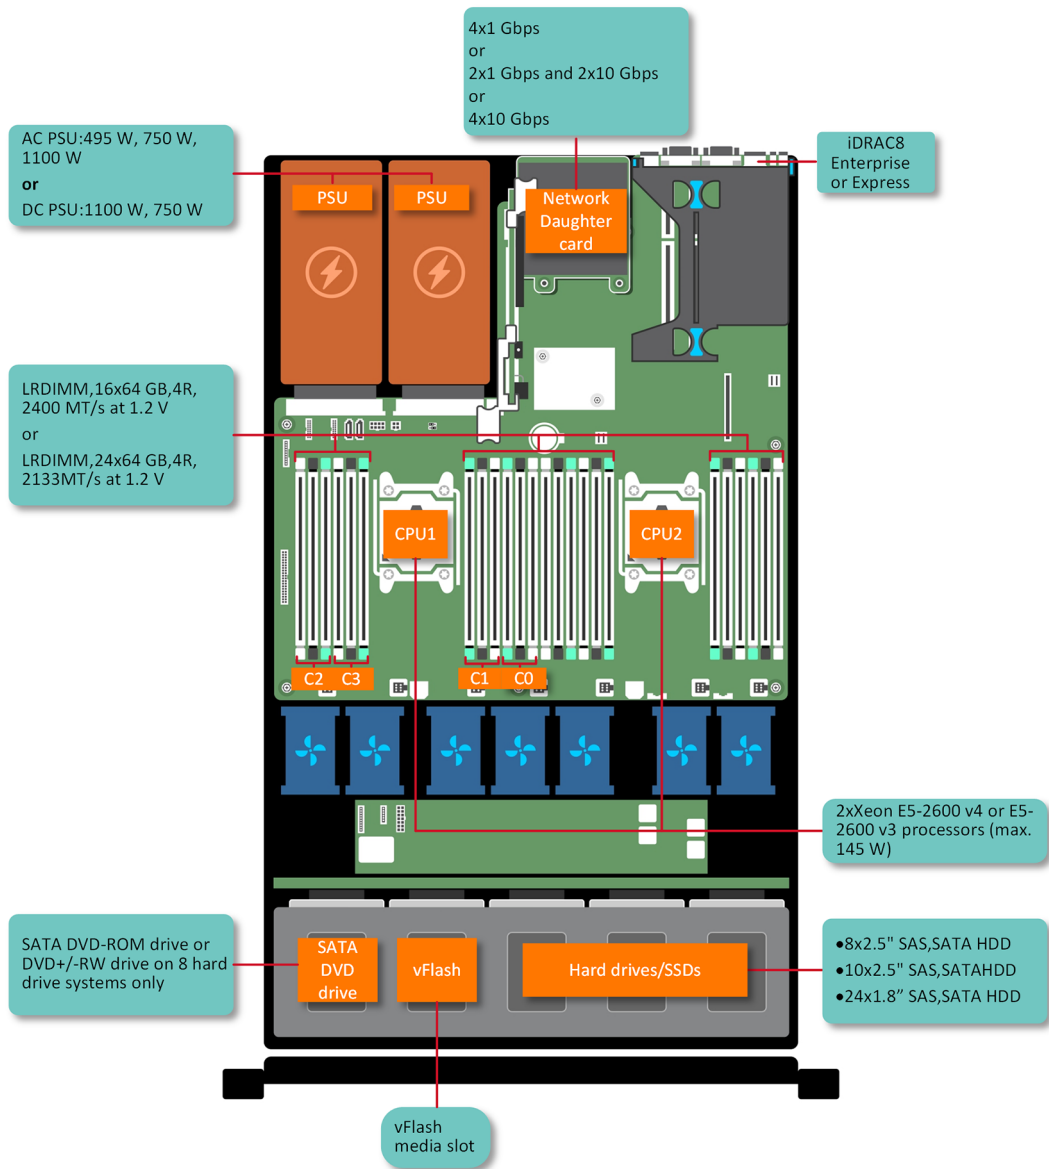 4x1 Gbps
or
2x1 Gbps and 2x10 Gbps
or
4x10 Gbps
AC PSU:495 W, 750 W,
1100 W
or
DC PSU:1100 W, 750 W
iDRAC8
Enterprise
or Express
PSU
PSU
Network
Daughter
card
LRDIMM,16x64 GB,4R,
2400 MT/s at 1.2 V
or
LRDIMM,24x64 GB,4R,
2133MT/s at 1.2 V
CPU1
CPU2
C2
C3
C1
C0
2xXeon E5-2600 v4 or E5-
2600 v3 processors (max.
145 W)
SATA DVD-ROM drive or
DVD+/-RW drive on 8 hard
drive systems only
SATA
DVD
drive
vFlash
Hard drives/SSDs
●8x2.5" SAS,SATA HDD
●10x2.5" SAS,SATAHDD
●24x1.8” SAS,SATA HDD
vFlash
media slot